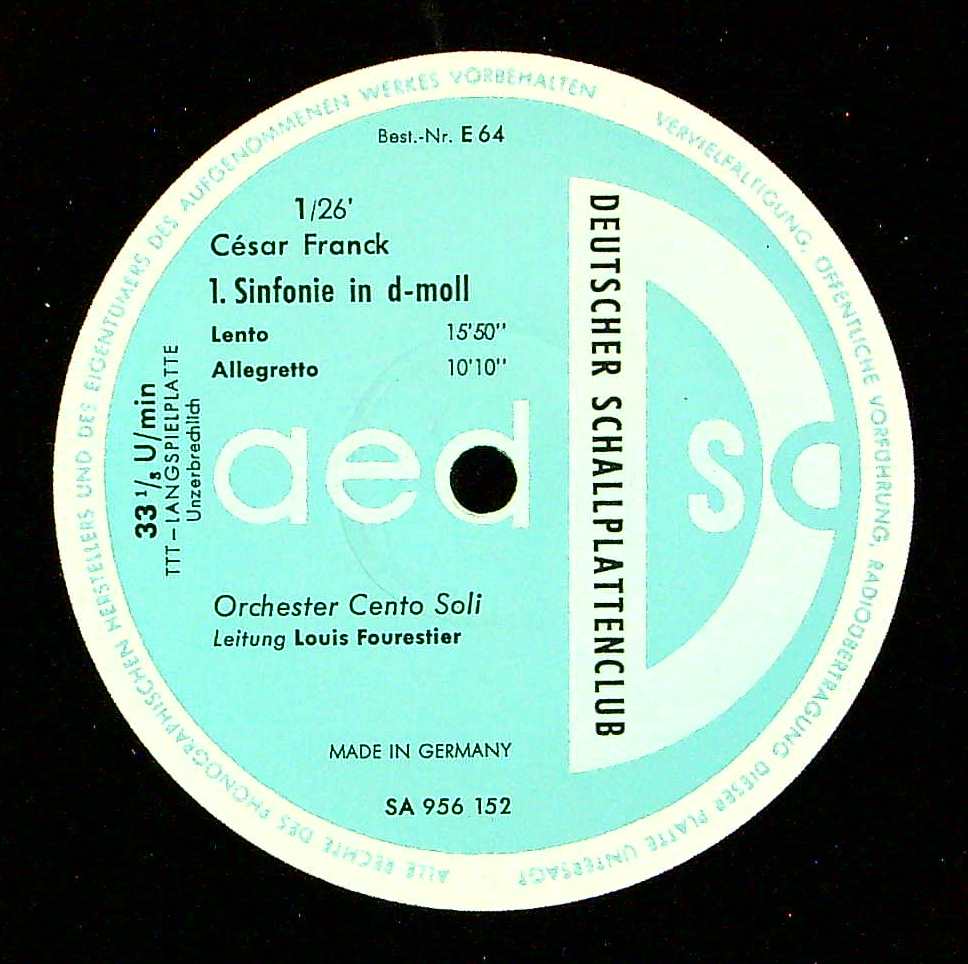 ALLE RECHTE DES PHONOGRAPHISCHEN HERSTELLERS UND DES EIGENTÜMERS DES AUFGENOMMENEN WERKES VORBEHALTEN
VERVIELFÄLTIGUNG, ÖFFENTLICHE VORFÜHRUNG, RADIOÜBERTRAGUNG DIESER PLATTE UNTERSAGT
Best.-Nr. E 64
1/26'
César Franck
1. Sinfonie in d-moll
Lento 15'50''
Allegretto 10'10''
33 1/3 U/min
TTT – LANGSPIELPLATTE
Unzerbrechlich
aed
DEUTSCHER SCHALLPLATTENCLUB
D sc
Orchester Cento Soli
Leitung Louis Fourestier
MADE IN GERMANY
SA 956 152